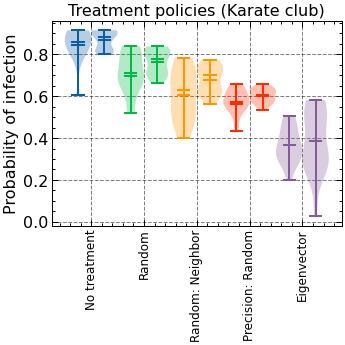 Treatment policies (Karate club)
Probability of infection
0.8
0.6
0.4
0.2
0.0
No treatment
Random
Random: Neighbor
Precision: Random
Eigenvector